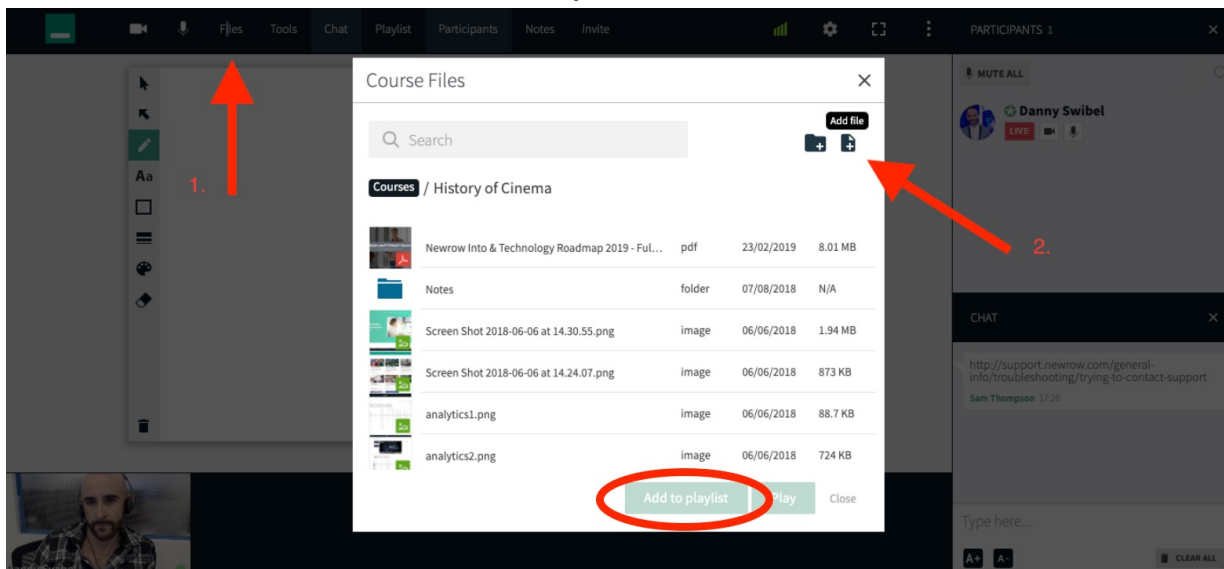 Files
Tools
Chat
Playlist
Participants
Notes
Invite
PARTICIPANTS 1
MUTE ALL
Danny Swibel
LIVE
Aa
1.
Course Files
Search
Add file
Courses / History of Cinema
Newrow Into & Technology Roadmap 2019 - Ful... pdf 23/02/2019 8.01 MB
Notes folder 07/08/2018 N/A
Screen Shot 2018-06-06 at 14.30.55.png image 06/06/2018 1.94 MB
Screen Shot 2018-06-06 at 14.24.07.png image 06/06/2018 873 KB
analytics1.png image 06/06/2018 88.7 KB
analytics2.png image 06/06/2018 724 KB
Add to playlist
Play
Close
2.
CHAT
http://support.newrow.com/general-
info/troubleshooting/trying-to-contact-support
Sam Thompson 17:26
Type here...
A+
A-
CLEAR ALL